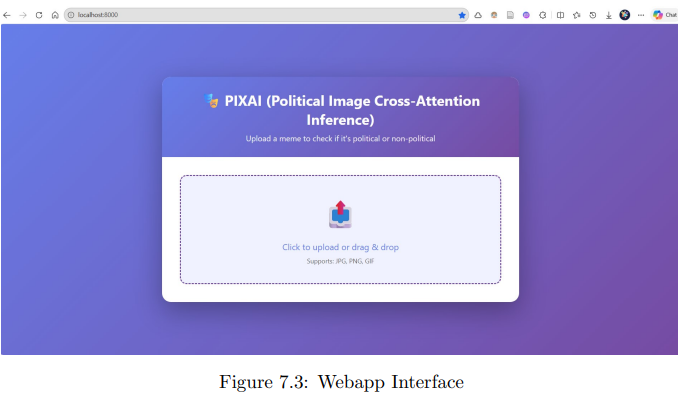 localhost:8000
Chat
PIXAI (Political Image Cross-Attention
Inference)
Upload a meme to check if it's political or non-political
Click to upload or drag & drop
Supports: JPG, PNG, GIF
Figure 7.3: Webapp Interface